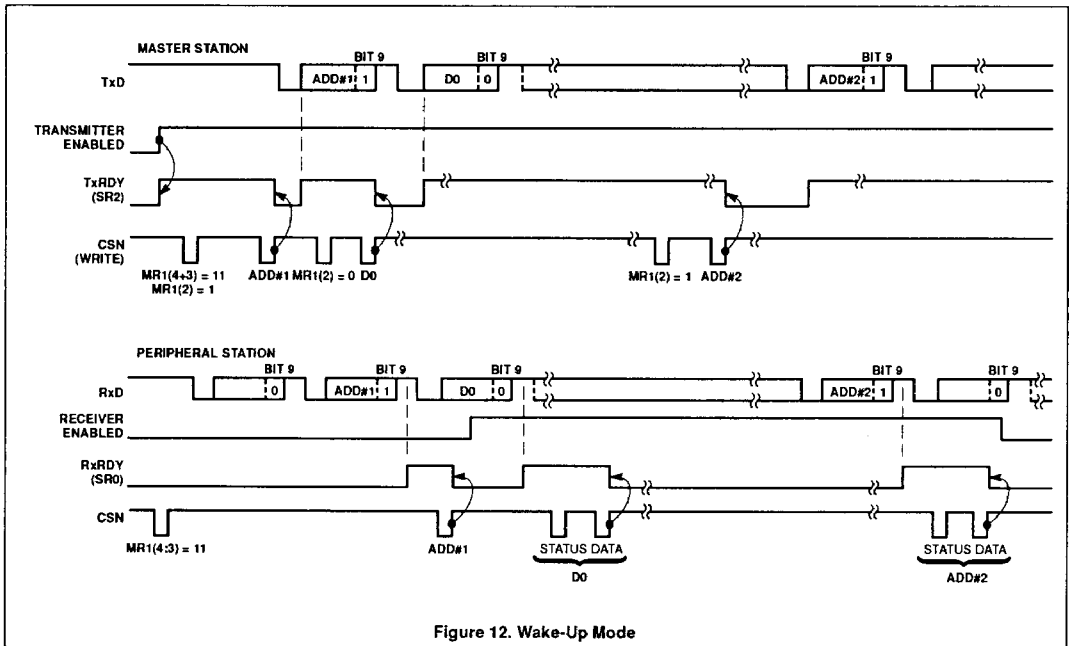 MASTER STATION
BIT 9 BIT 9 BIT 9
TxD ADD#1 1 D0 0 ADD#2 1
TRANSMITTER
ENABLED
TxRDY
(SR2)
CSN
(WRITE)
MR1(4+3) = 11 ADD#1 MR1(2) = 0 D0 MR1(2) = 1 ADD#2
MR1(2) = 1
PERIPHERAL STATION
BIT 9 BIT 9 BIT 9 BIT 9 BIT 9
RxD 0 ADD#1 1 D0 0 ADD#2 1 0
RECEIVER
ENABLED
RxRDY
(SR0)
CSN
MR1(4:3) = 11 ADD#1 STATUS DATA STATUS DATA
D0 ADD#2
Figure 12. Wake-Up Mode